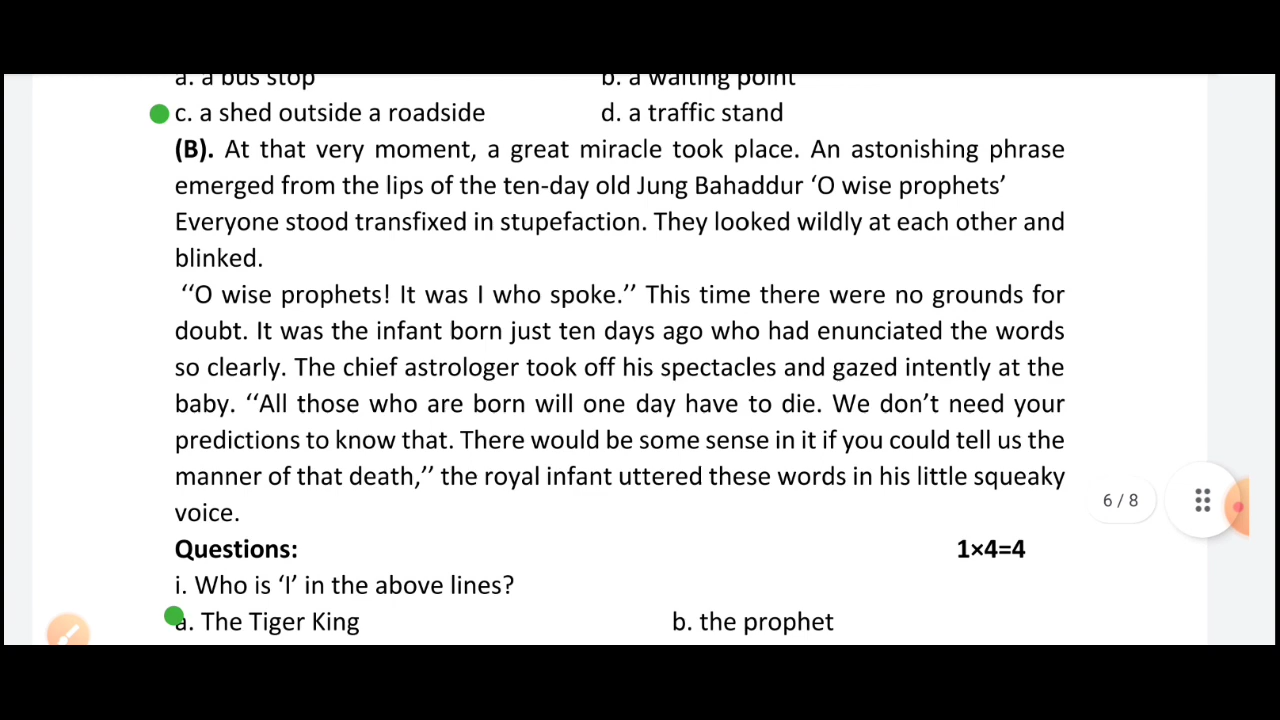 a. a bus stop b. a waiting point
c. a shed outside a roadside d. a traffic stand
(B). At that very moment, a great miracle took place. An astonishing phrase
emerged from the lips of the ten-day old Jung Bahaddur ‘O wise prophets’
Everyone stood transfixed in stupefaction. They looked wildly at each other and
blinked.
‘‘O wise prophets! It was I who spoke.’’ This time there were no grounds for
doubt. It was the infant born just ten days ago who had enunciated the words
so clearly. The chief astrologer took off his spectacles and gazed intently at the
baby. ‘‘All those who are born will one day have to die. We don’t need your
predictions to know that. There would be some sense in it if you could tell us the
manner of that death,’’ the royal infant uttered these words in his little squeaky
voice.
Questions: 1×4=4
i. Who is ‘I’ in the above lines?
a. The Tiger King b. the prophet
6 / 8